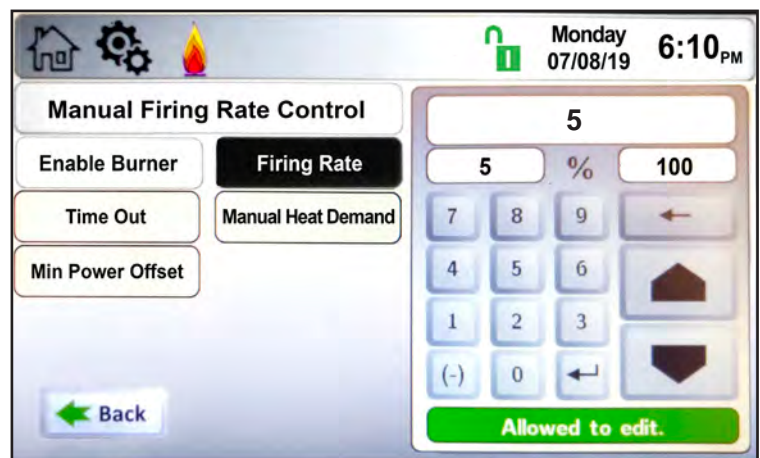 Monday
07/08/19
6:10 PM
Manual Firing Rate Control
Enable Burner
Firing Rate
Time Out
Manual Heat Demand
Min Power Offset
Back
5
5 % 100
7 8 9 ←
4 5 6
1 2 3
(-) 0 ↵
Allowed to edit.